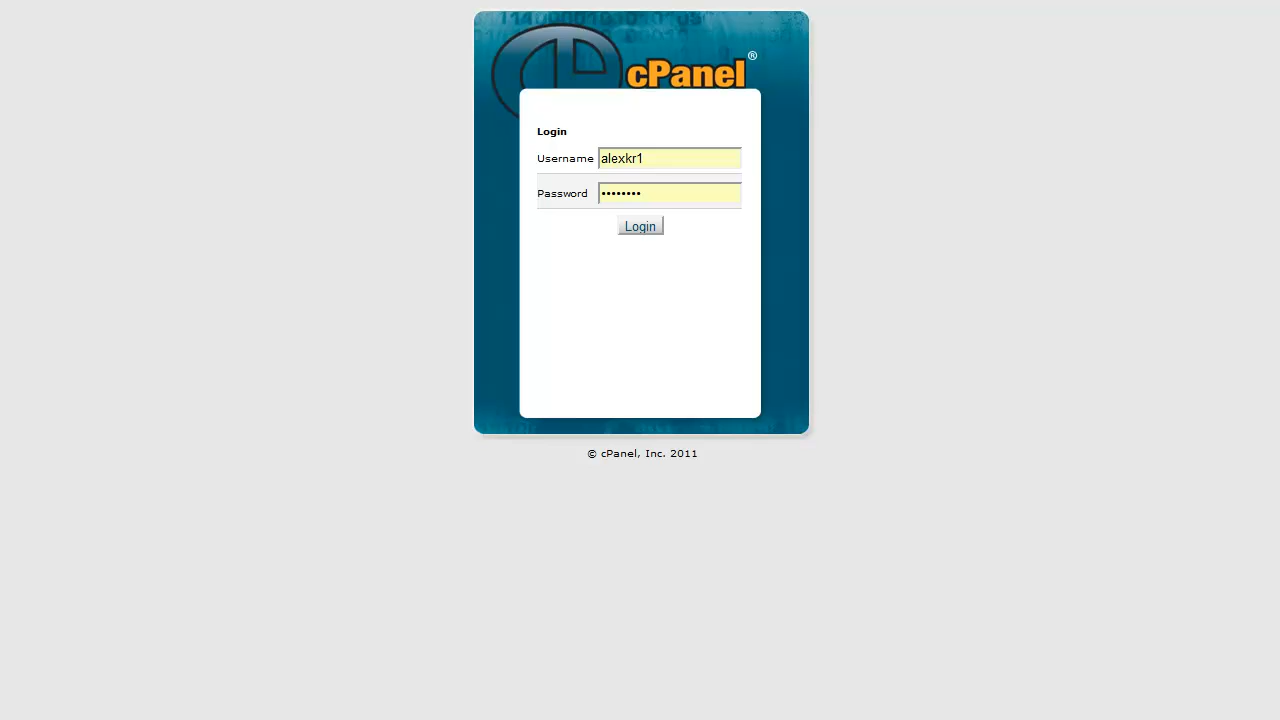 cPanel®
Login
Username alexkr1
Password ••••••••
Login
© cPanel, Inc. 2011